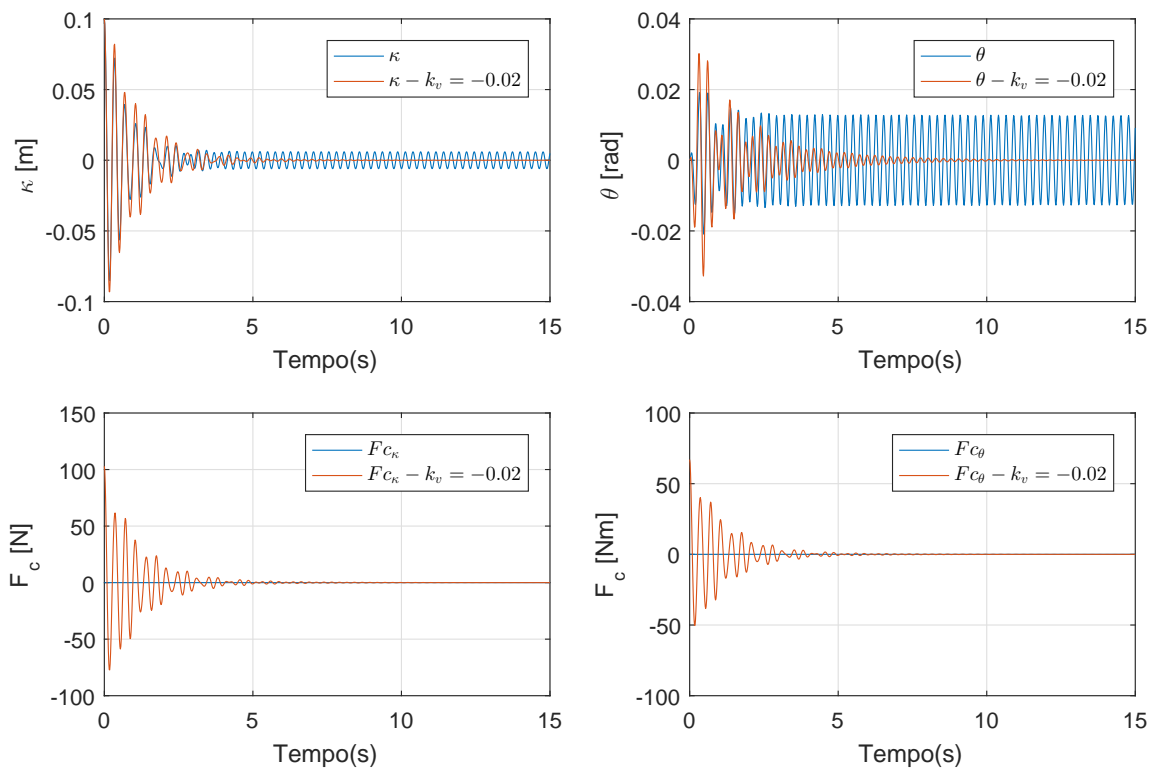 0.1
0.05
0
-0.05
-0.1
κ [m]
κ
κ − k_v = −0.02
0
5
10
15
Tempo(s)
0.04
0.02
0
-0.02
-0.04
θ [rad]
θ
θ − k_v = −0.02
0
5
10
15
Tempo(s)
150
100
50
0
-50
-100
F_c [N]
Fc_κ
Fc_κ − k_v = −0.02
0
5
10
15
Tempo(s)
100
50
0
-50
-100
F_c [Nm]
Fc_θ
Fc_θ − k_v = −0.02
0
5
10
15
Tempo(s)